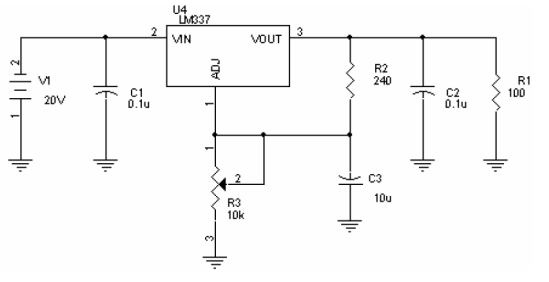 U4
LM337
2
VIN
VOUT
3
ADJ
1
2
V1
20V
1
C1
0.1u
R2
240
C2
0.1u
R1
100
1
2
R3
10k
3
C3
10u